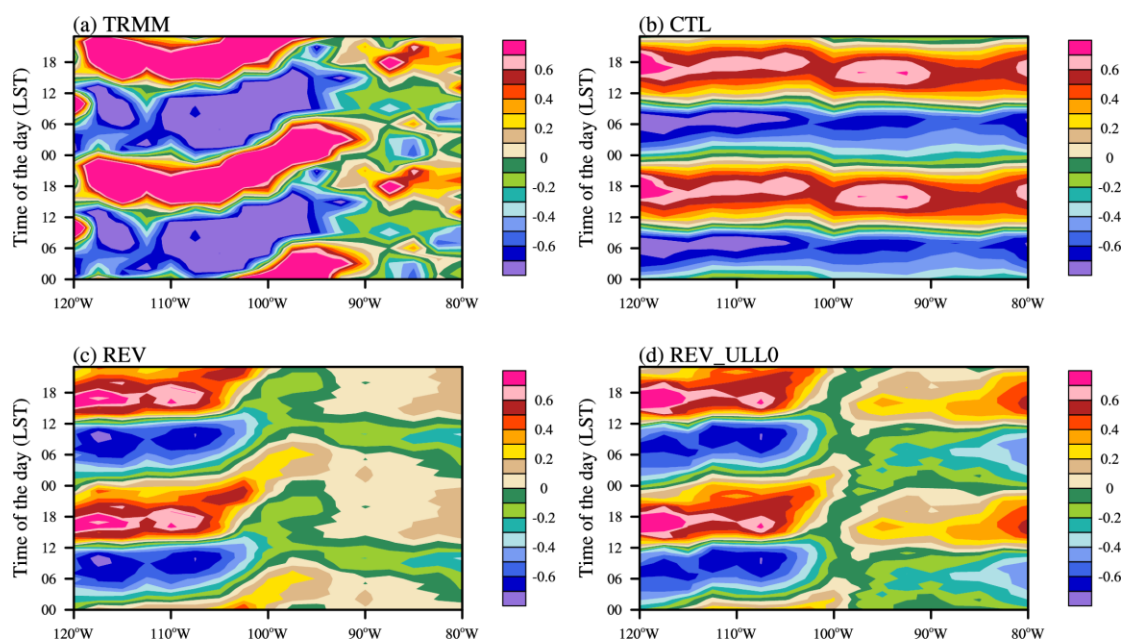 (a) TRMM
(b) CTL
Time of the day (LST)
18
12
06
00
18
12
06
00
120°W
110°W
100°W
90°W
80°W
0.6
0.4
0.2
0
-0.2
-0.4
-0.6
Time of the day (LST)
18
12
06
00
18
12
06
00
120°W
110°W
100°W
90°W
80°W
0.6
0.4
0.2
0
-0.2
-0.4
-0.6
(c) REV
(d) REV_ULL0
Time of the day (LST)
18
12
06
00
18
12
06
00
120°W
110°W
100°W
90°W
80°W
0.6
0.4
0.2
0
-0.2
-0.4
-0.6
Time of the day (LST)
18
12
06
00
18
12
06
00
120°W
110°W
100°W
90°W
80°W
0.6
0.4
0.2
0
-0.2
-0.4
-0.6